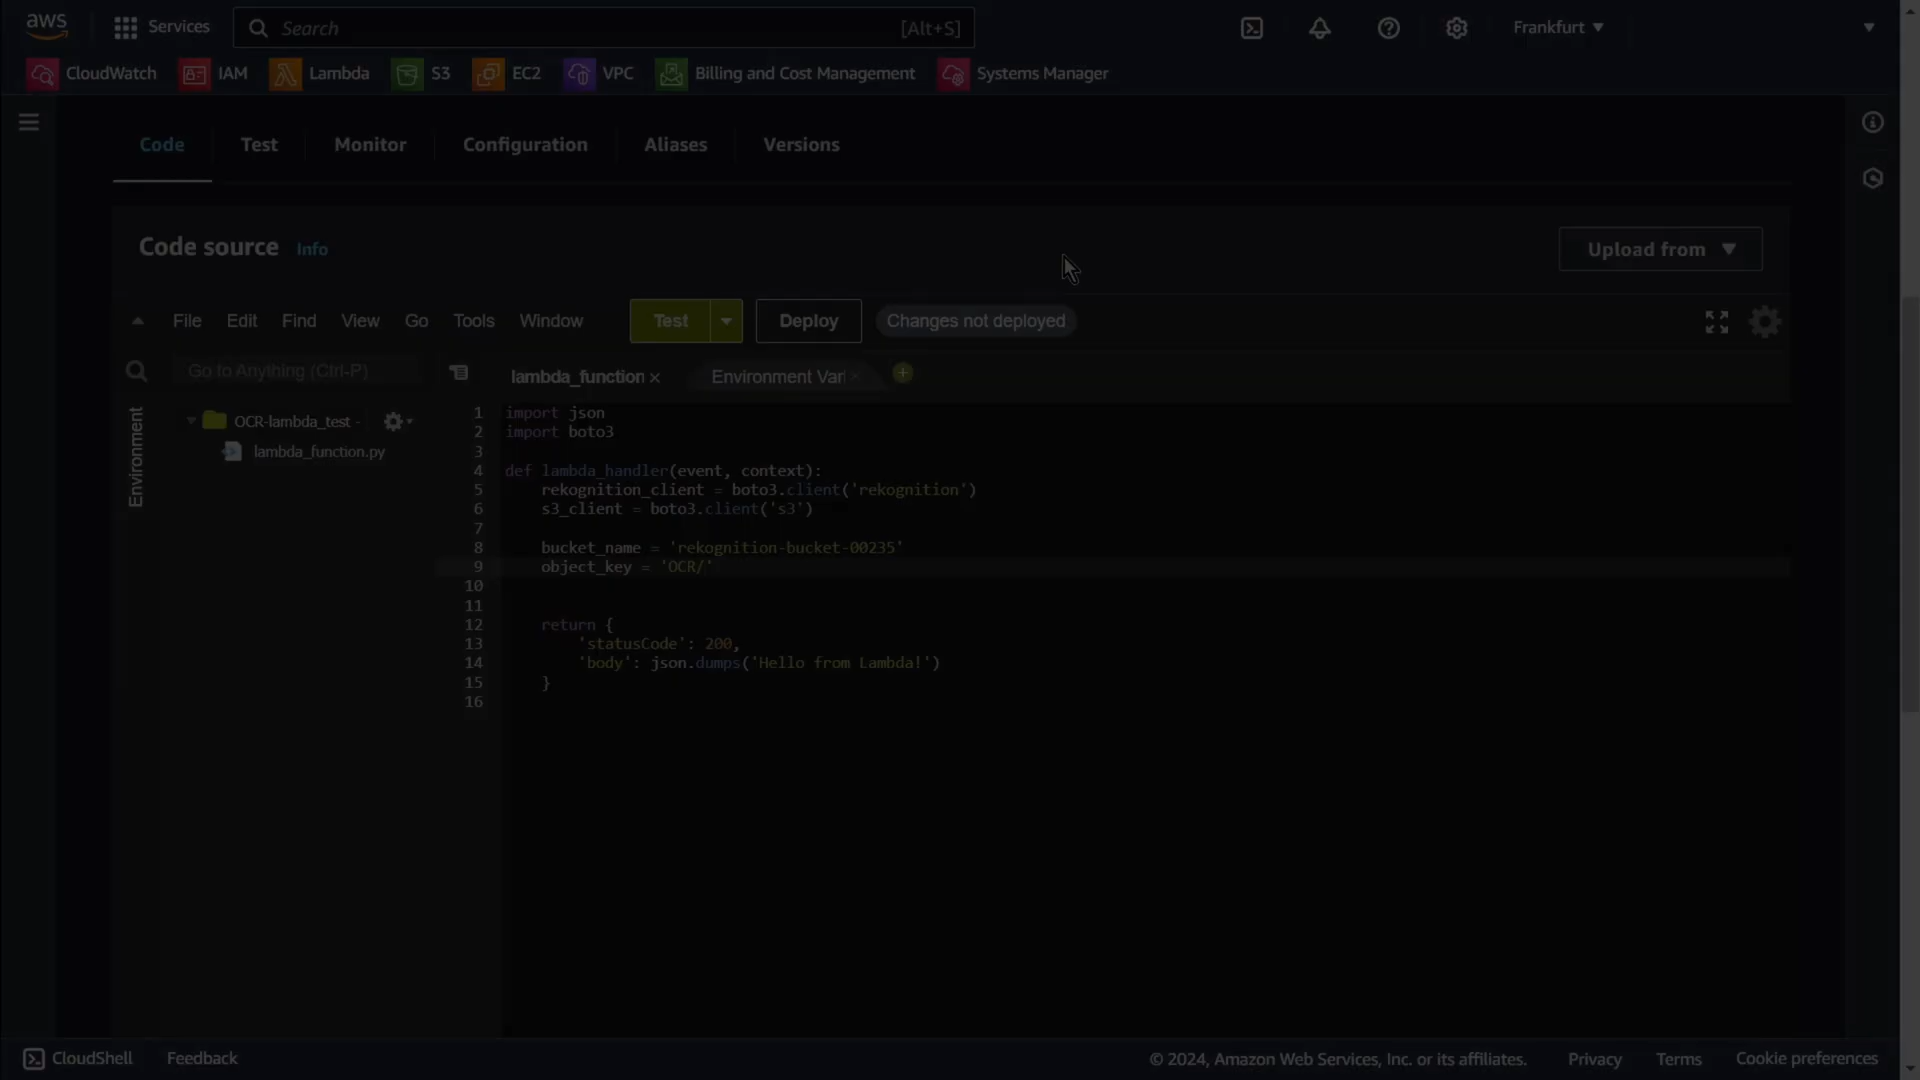 aws Services Search [Alt+S] Frankfurt
CloudWatch IAM Lambda S3 EC2 VPC Billing and Cost Management Systems Manager
Code Test Monitor Configuration Aliases Versions
Code source Info Upload from
File Edit Find View Go Tools Window Test Deploy Changes not deployed
Go to Anything (Ctrl-P) lambda_function × Environment Var ×
Environment
OCR-lambda_test -
lambda_function.py
1 import json
2 import boto3
3
4 def lambda_handler(event, context):
5 rekognition_client = boto3.client('rekognition')
6 s3_client = boto3.client('s3')
7
8 bucket_name = 'rekognition-bucket-00235'
9 object_key = 'OCR/'
10
11
12 return {
13 'statusCode': 200,
14 'body': json.dumps('Hello from Lambda!')
15 }
16
CloudShell Feedback © 2024, Amazon Web Services, Inc. or its affiliates. Privacy Terms Cookie preferences